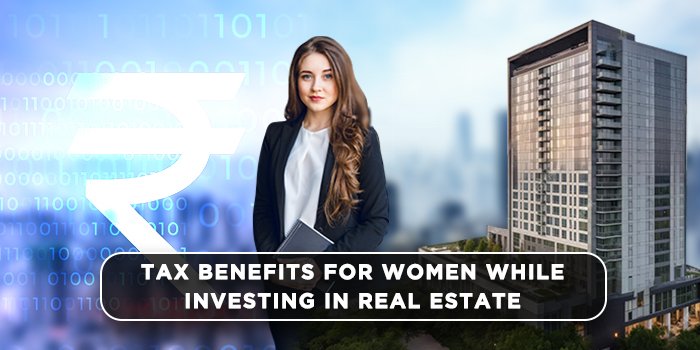 TAX BENEFITS FOR WOMEN WHILE
INVESTING IN REAL ESTATE